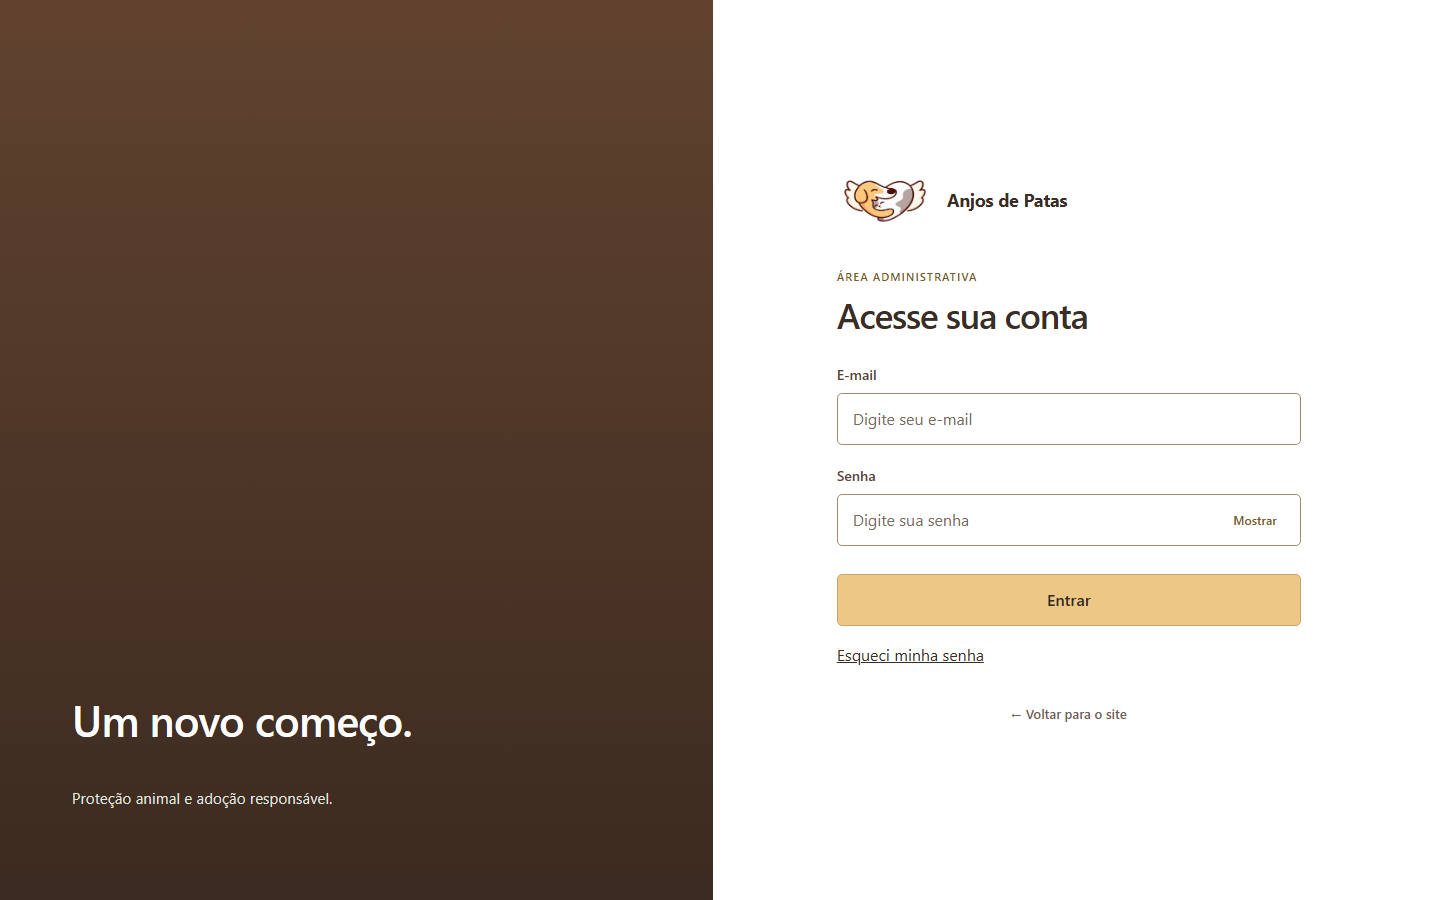 Um novo começo.
Proteção animal e adoção responsável.
Anjos de Patas
ÁREA ADMINISTRATIVA
Acesse sua conta
E-mail
Digite seu e-mail
Senha
Digite sua senha
Mostrar
Entrar
Esqueci minha senha
← Voltar para o site